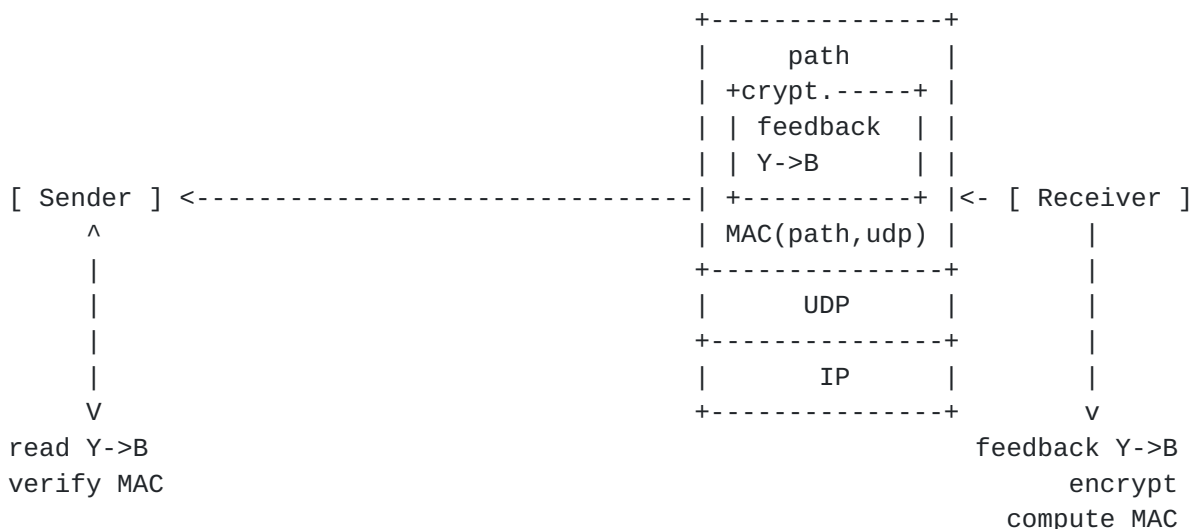 +---------------+
|     path      |
| +crypt.-----+ |
| | feedback  | |
| | Y->B      | |
[ Sender ] <---------------------------------| +-----------+ |<- [ Receiver ]
^                                        | MAC(path,udp) |         |
|                                        +---------------+         |
|                                        |      UDP      |         |
|                                        +---------------+         |
|                                        |       IP      |         |
V                                        +---------------+         v
read Y->B                                                   feedback Y->B
verify MAC                                                        encrypt
compute MAC